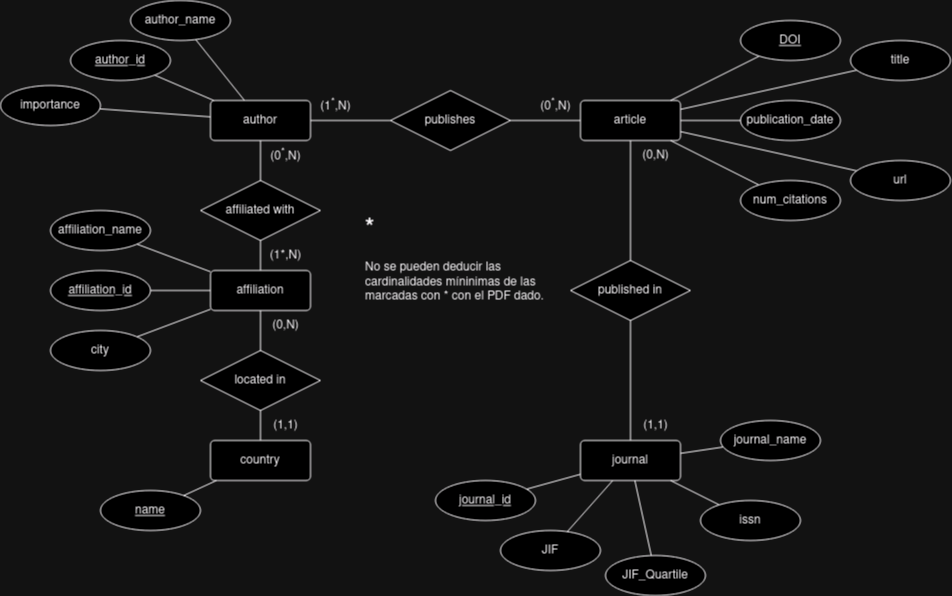 author_name
author_id
importance
author
(1*,N)
publishes
(0*,N)
article
DOI
title
publication_date
url
num_citations
(0*,N)
(0,N)
affiliated with
*
affiliation_name
(1*,N)
affiliation_id
affiliation
city
No se pueden deducir las
cardinalidades mininimas de las
marcadas con * con el PDF dado.
published in
(0,N)
located in
(1,1)
(1,1)
country
name
journal
journal_name
journal_id
issn
JIF
JIF_Quartile